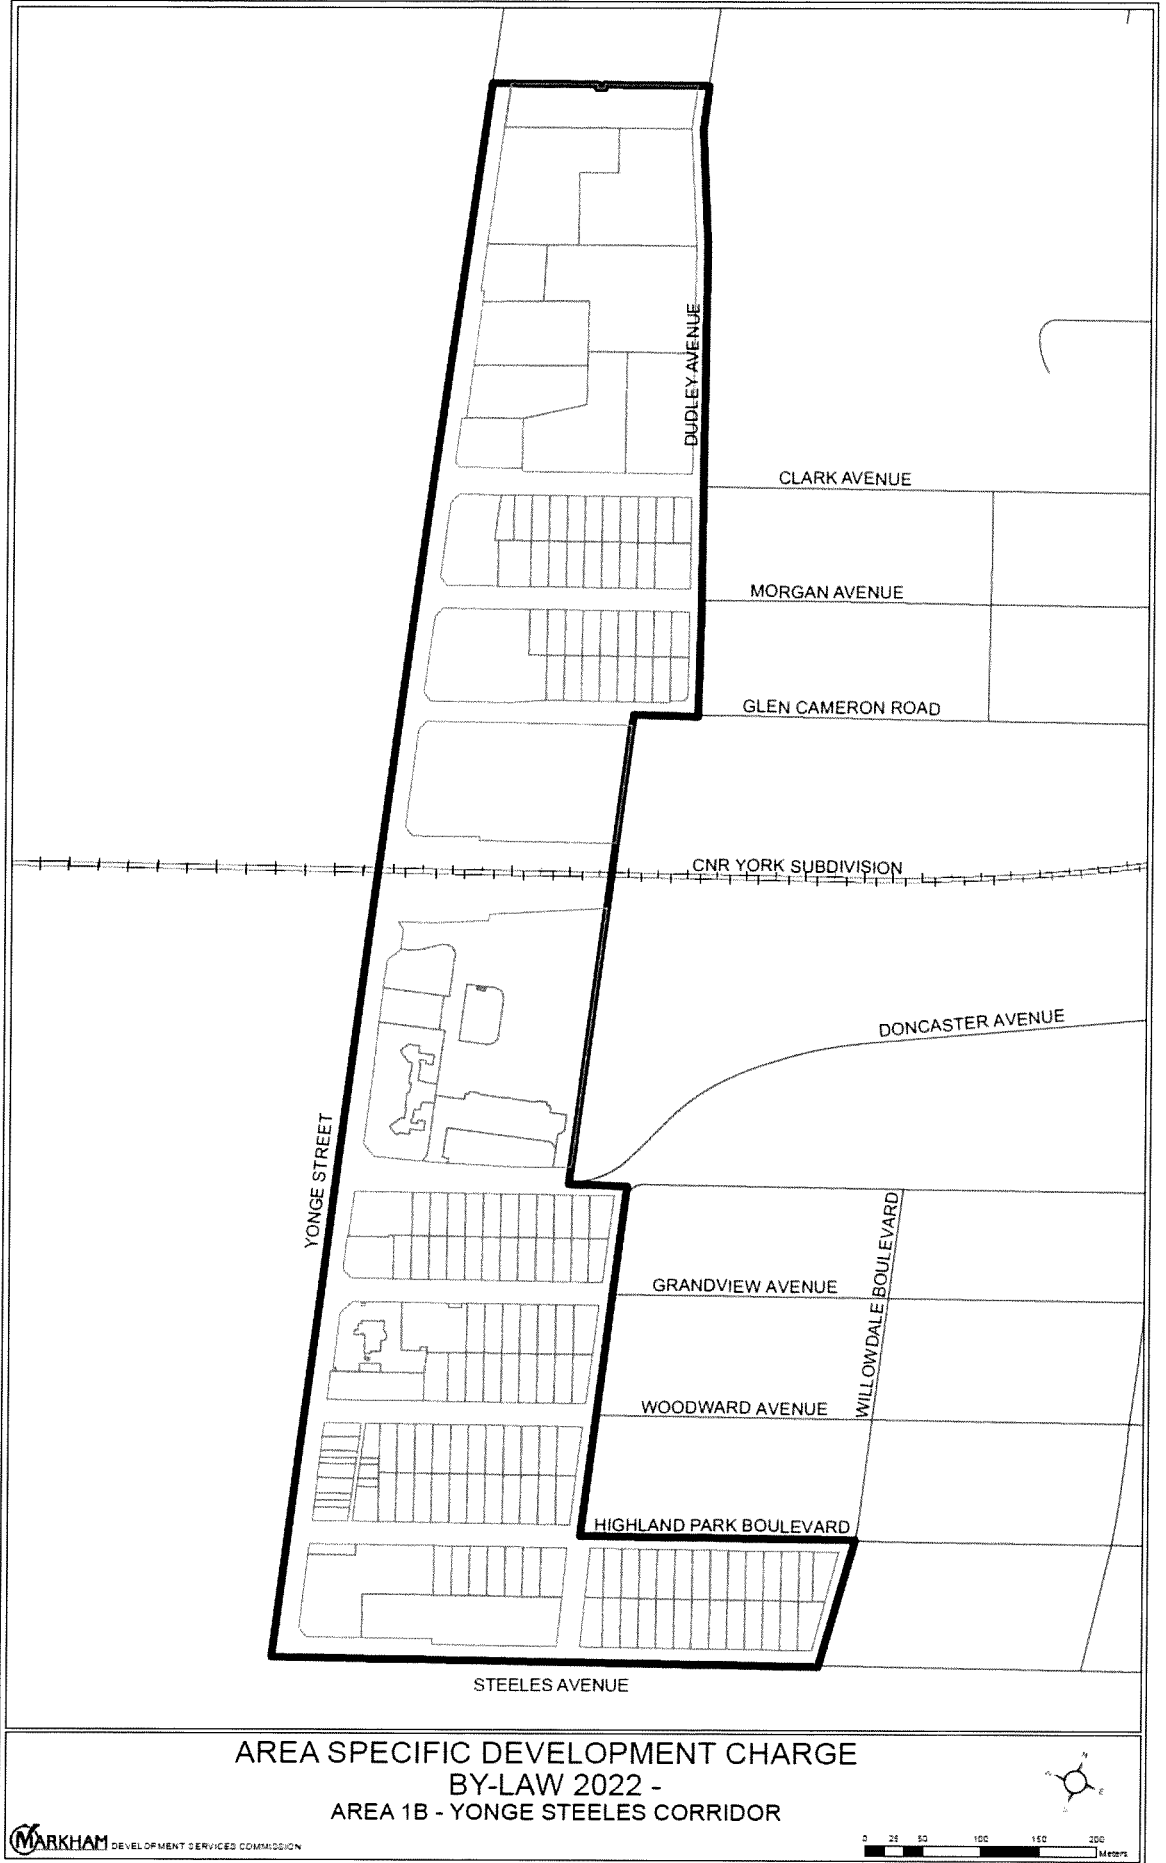 DUDLEY AVENUE
CLARK AVENUE
MORGAN AVENUE
GLEN CAMERON ROAD
CNR YORK SUBDIVISION
DONCASTER AVENUE
YONGE STREET
WILLOWDALE BOULEVARD
GRANDVIEW AVENUE
WOODWARD AVENUE
HIGHLAND PARK BOULEVARD
STEELES AVENUE
AREA SPECIFIC DEVELOPMENT CHARGE
BY-LAW 2022 -
AREA 1B - YONGE STEELES CORRIDOR
MARKHAM DEVELOPMENT SERVICES COMMISSION
0 25 50 100 150 200
Meters